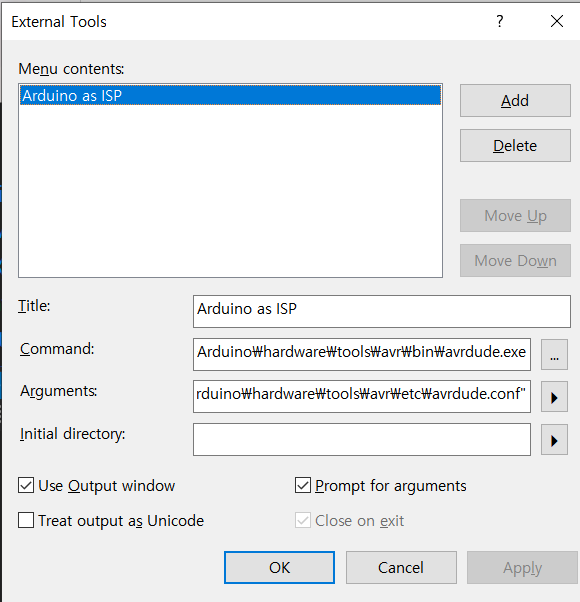 External Tools
?
Menu contents:
Arduino as ISP
Add
Delete
Move Up
Move Down
Title:
Arduino as ISP
Command:
Arduino₩hardware₩tools₩avr₩bin₩avrdude.exe
...
Arguments:
rduino₩hardware₩tools₩avr₩etc₩avrdude.conf"
Initial directory:
Use Output window
Prompt for arguments
Treat output as Unicode
Close on exit
OK
Cancel
Apply